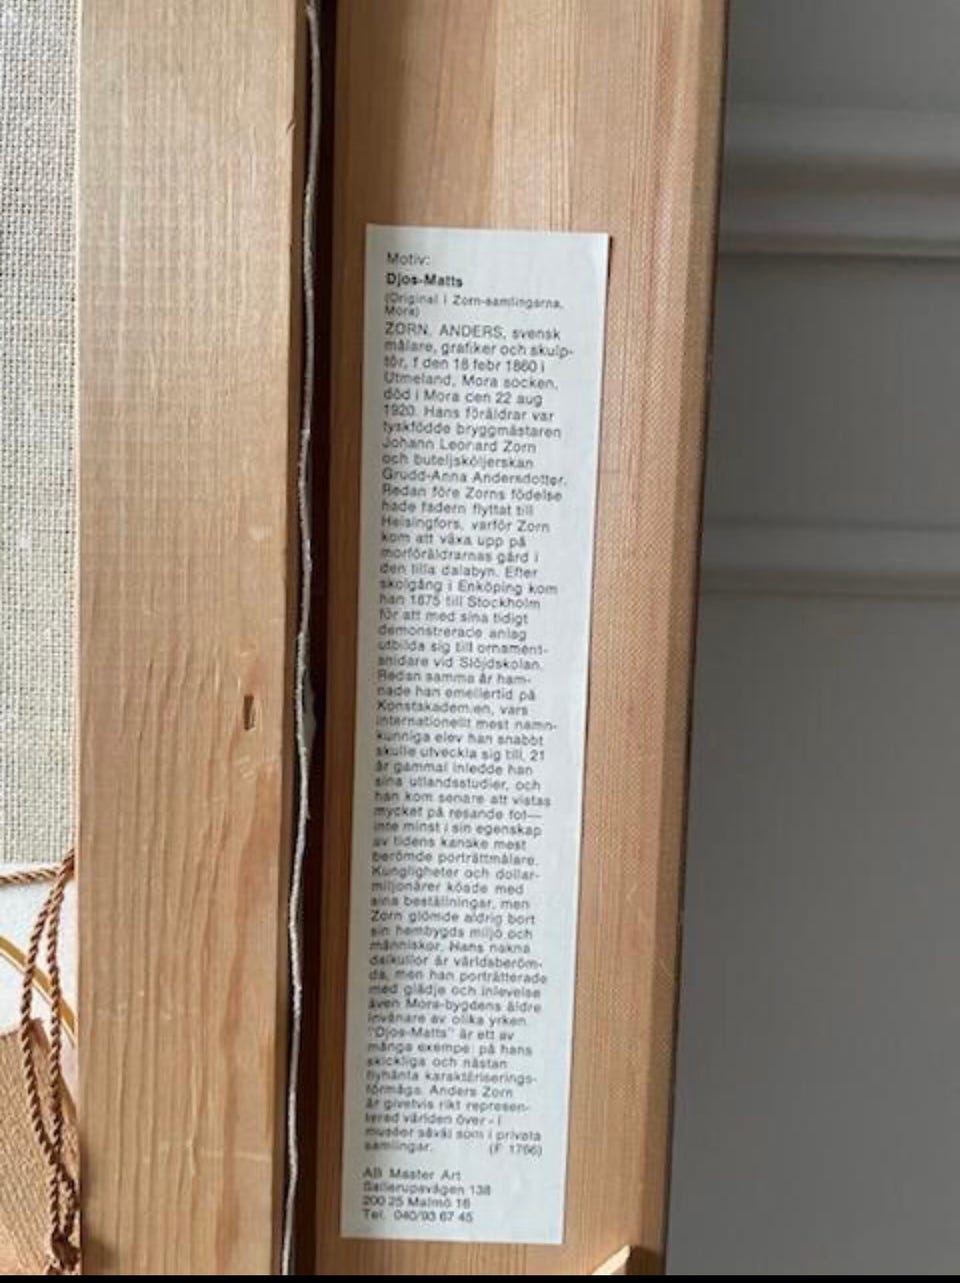 Motiv:
Djos-Matts
(Original i Zorn-samlingarna,
Mora)
ZORN, ANDERS, svensk
målare, grafiker och skulp-
tör, f den 18 febr 1860 i
Utmeland, Mora socken,
död i Mora den 22 aug
1920. Hans föräldrar var
tyskfödde bryggmästaren
Johann Leonard Zorn
och buteljsköljerskan
Grudd-Anna Andersdotter.
Redan före Zorns födelse
hade fadern flyttat till
Helsingfors, varför Zorn
kom att växa upp på
morföräldrarnas gård i
den lilla dalabyn. Efter
skolgång i Enköping kom
han 1875 till Stockholm
för att med sina tidigt
demonstrerade anlag
utbilda sig till ornament-
snidare vid Slöjdskolan.
Redan samma år ham-
nade han emellertid på
Konstakademien, vars
internationellt mest namn-
kunniga elev han snabbt
skulle utveckla sig till. 21
år gammal inledde han
sina utlandsstudier, och
han kom senare att vistas
mycket på resande fot—
inte minst i sin egenskap
av tidens kanske mest
berömde porträttmålare.
Kungligheter och dollar-
miljonärer köade med
sina beställningar, men
Zorn glömde aldrig bort
sin hembygds miljö och
människor. Hans nakna
dalkullor är världsberöm-
da, men han porträtterade
med glädje och inlevelse
även Mora-bygdens äldre
invånare av olika yrken.
"Djos-Matts" är ett av
många exempel på hans
skickliga och nästan
nyhänta karaktäriserings-
förmåga. Anders Zorn
är givetvis rikt represen-
terad världen över - i
muséer såväl som i privata
samlingar. (F 1766)
AB Master Art
Sallerupsvägen 138
200 25 Malmö 16
Tel. 040/93 67 45